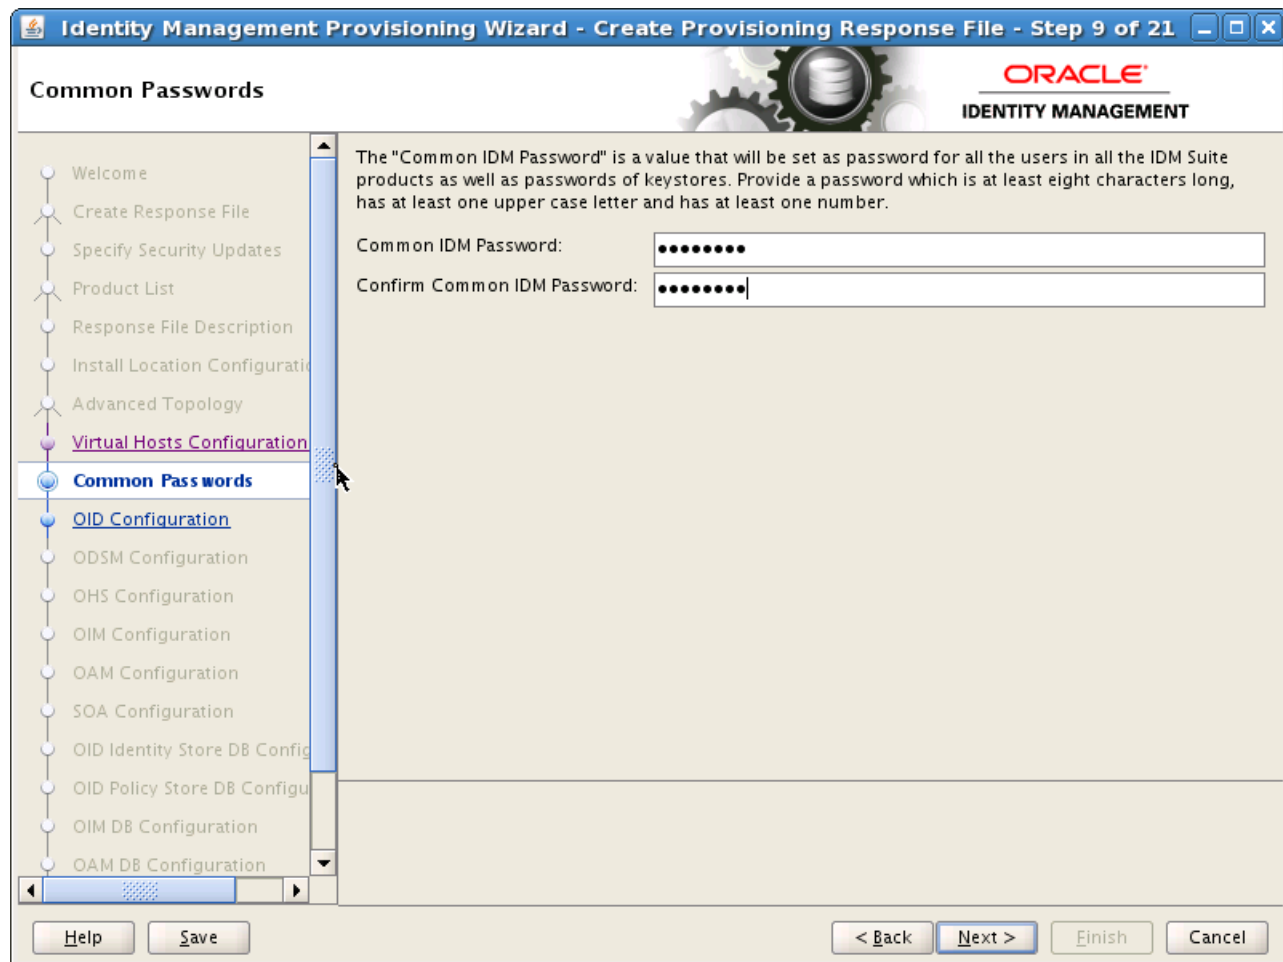 Identity Management Provisioning Wizard - Create Provisioning Response File - Step 9 of 21
Common Passwords
ORACLE
IDENTITY MANAGEMENT
Welcome
Create Response File
Specify Security Updates
Product List
Response File Description
Install Location Configuratio
Advanced Topology
Virtual Hosts Configuration
Common Passwords
OID Configuration
ODSM Configuration
OHS Configuration
OIM Configuration
OAM Configuration
SOA Configuration
OID Identity Store DB Config
OID Policy Store DB Configu
OIM DB Configuration
OAM DB Configuration
The "Common IDM Password" is a value that will be set as password for all the users in all the IDM Suite
products as well as passwords of keystores. Provide a password which is at least eight characters long,
has at least one upper case letter and has at least one number.
Common IDM Password: ••••••••
Confirm Common IDM Password: ••••••••
Help Save < Back Next > Finish Cancel